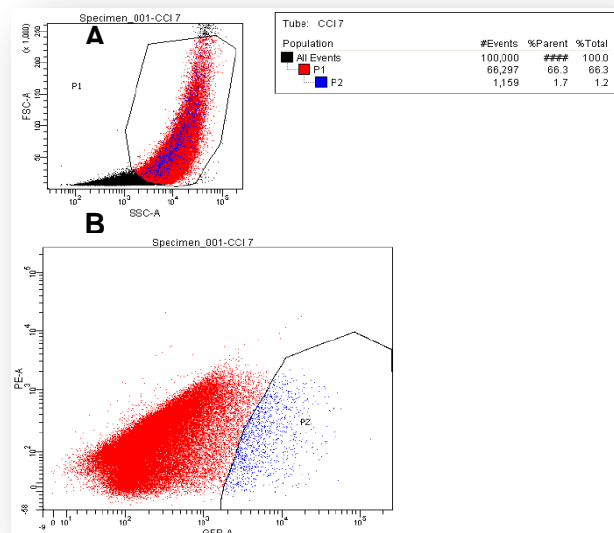 Specimen_001-CCI 7
A
(x 1,000)
FSC-A
250
200
150
100
50
P1
10² 10³ 10⁴ 10⁵
SSC-A
Tube: CCI 7
Population #Events %Parent %Total
All Events 100,000 #### 100.0
P1 66,297 66.3 66.3
P2 1,159 1.7 1.2
B
Specimen_001-CCI 7
PE-A
10⁵
10⁴
10³
10²
0
-58
P2
-9 0 10¹ 10² 10³ 10⁴ 10⁵